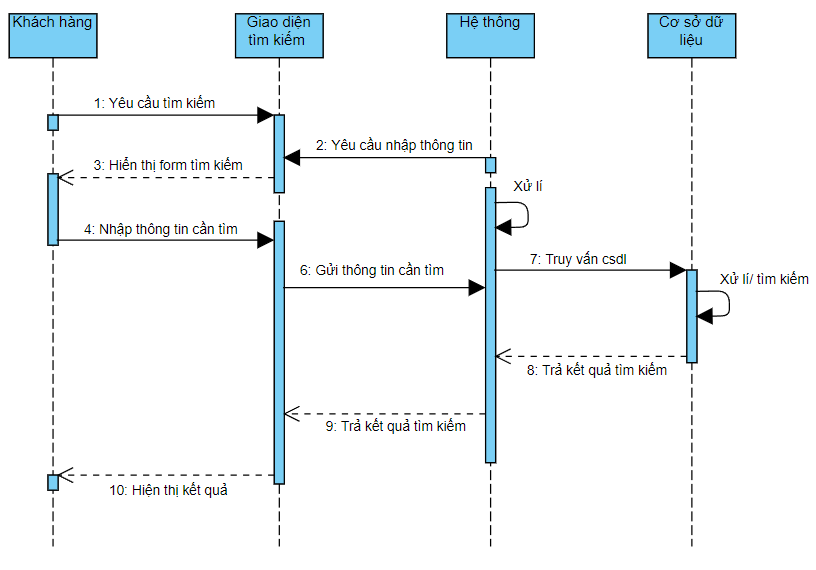 Khách hàng
Giao diện
tìm kiếm
Hệ thông
Cơ sở dữ
liệu
1: Yêu cầu tìm kiếm
2: Yêu cầu nhập thông tin
3: Hiển thị form tìm kiếm
Xử lí
4: Nhập thông tin cần tìm
7: Truy vấn csdl
6: Gửi thông tin cần tìm
Xử lí/ tìm kiếm
8: Trả kết quả tìm kiếm
9: Trả kết quả tìm kiếm
10: Hiện thị kết quả